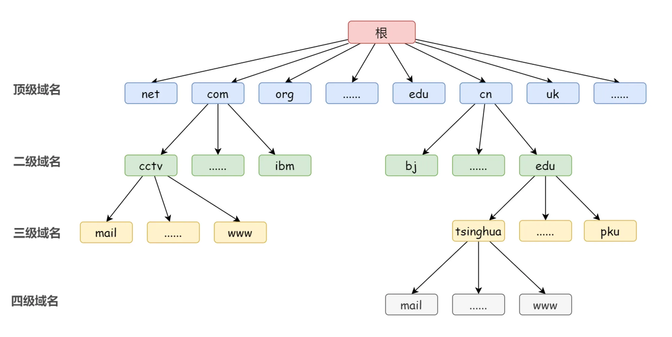 根
顶级域名 net com org ...... edu cn uk ......
二级域名 cctv ...... ibm bj ...... edu
三级域名 mail ...... www tsinghua ...... pku
四级域名 mail ...... www